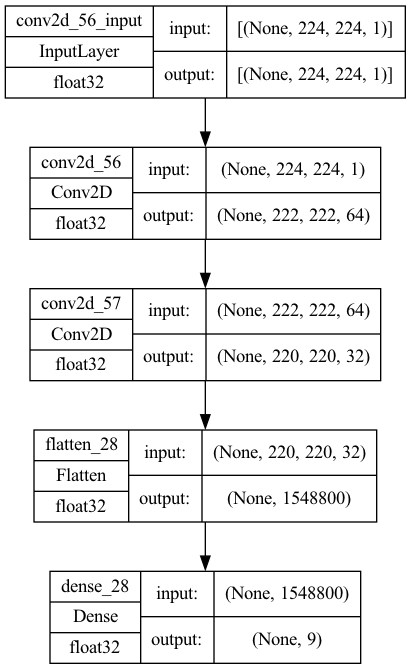 conv2d_56_input
InputLayer
float32
input:
[(None, 224, 224, 1)]
output:
[(None, 224, 224, 1)]
conv2d_56
Conv2D
float32
input:
(None, 224, 224, 1)
output:
(None, 222, 222, 64)
conv2d_57
Conv2D
float32
input:
(None, 222, 222, 64)
output:
(None, 220, 220, 32)
flatten_28
Flatten
float32
input:
(None, 220, 220, 32)
output:
(None, 1548800)
dense_28
Dense
float32
input:
(None, 1548800)
output:
(None, 9)